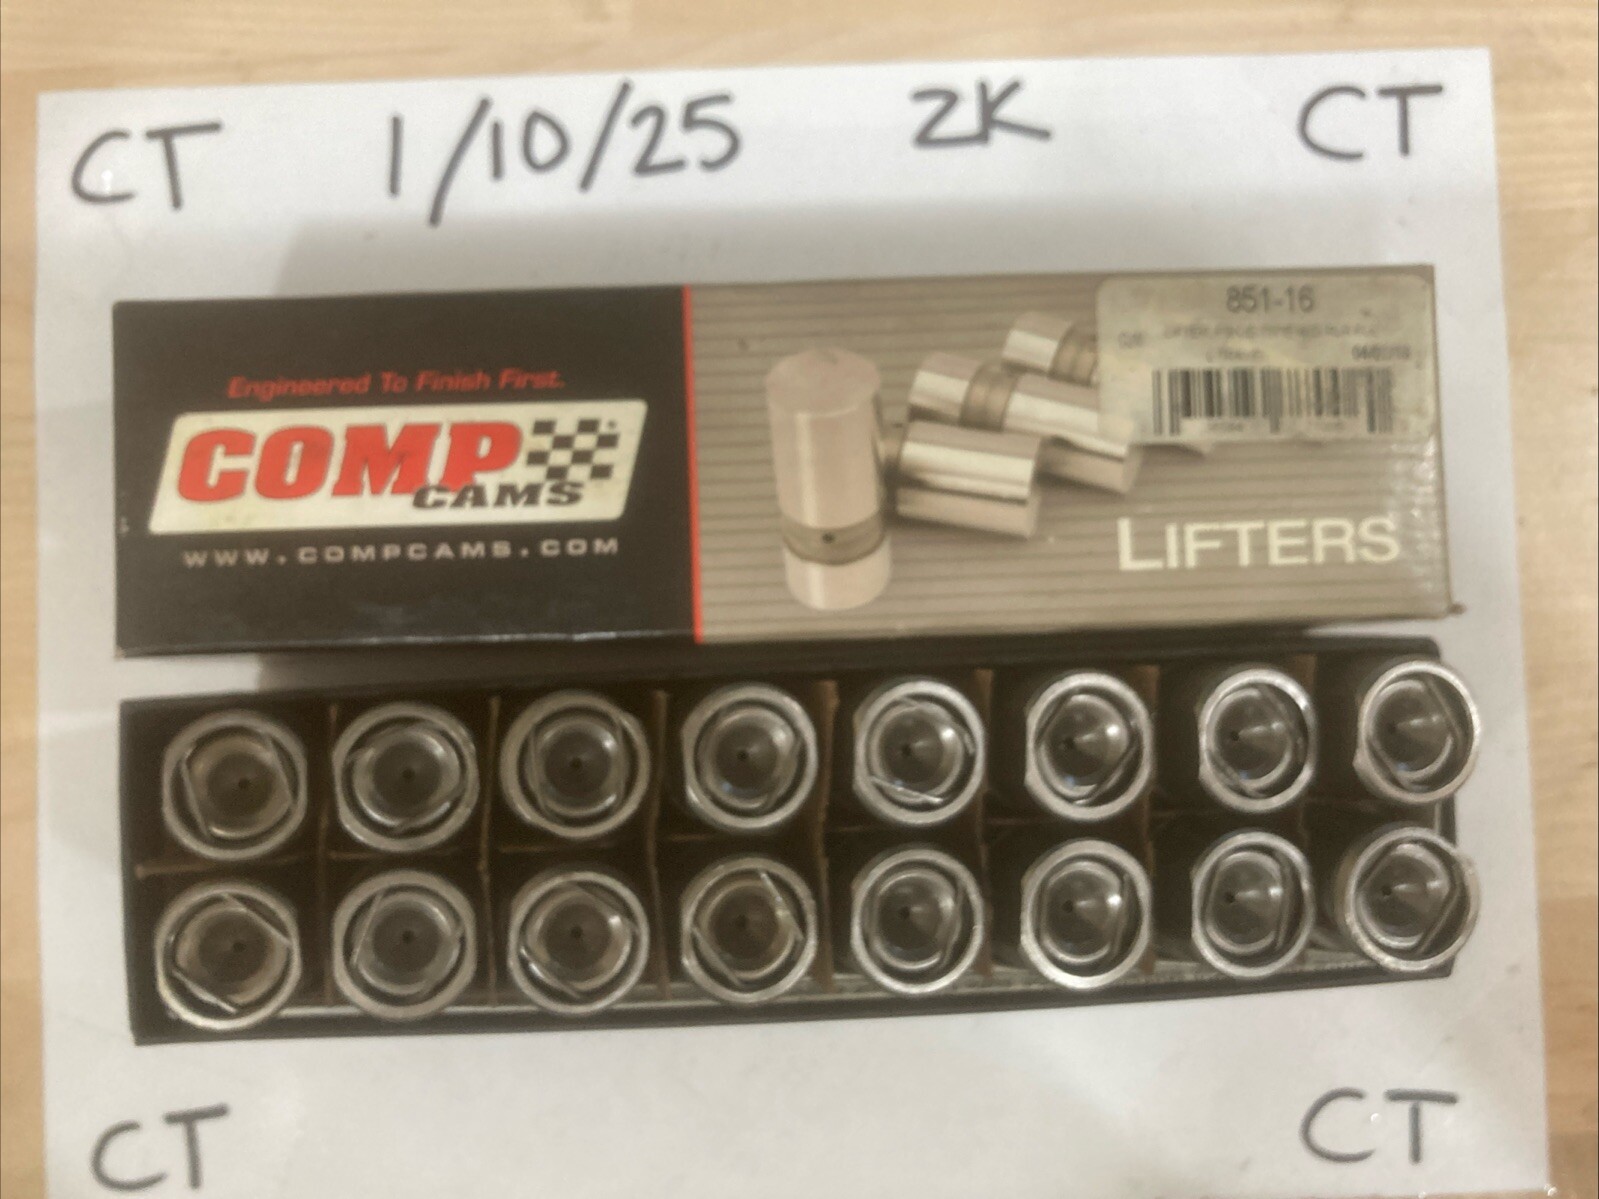 CT 1/10/25 ZK CT
851-16
Engineered To Finish First.
COMP
CAMS
WWW.COMPCAMS.COM
LIFTERS
CT CT